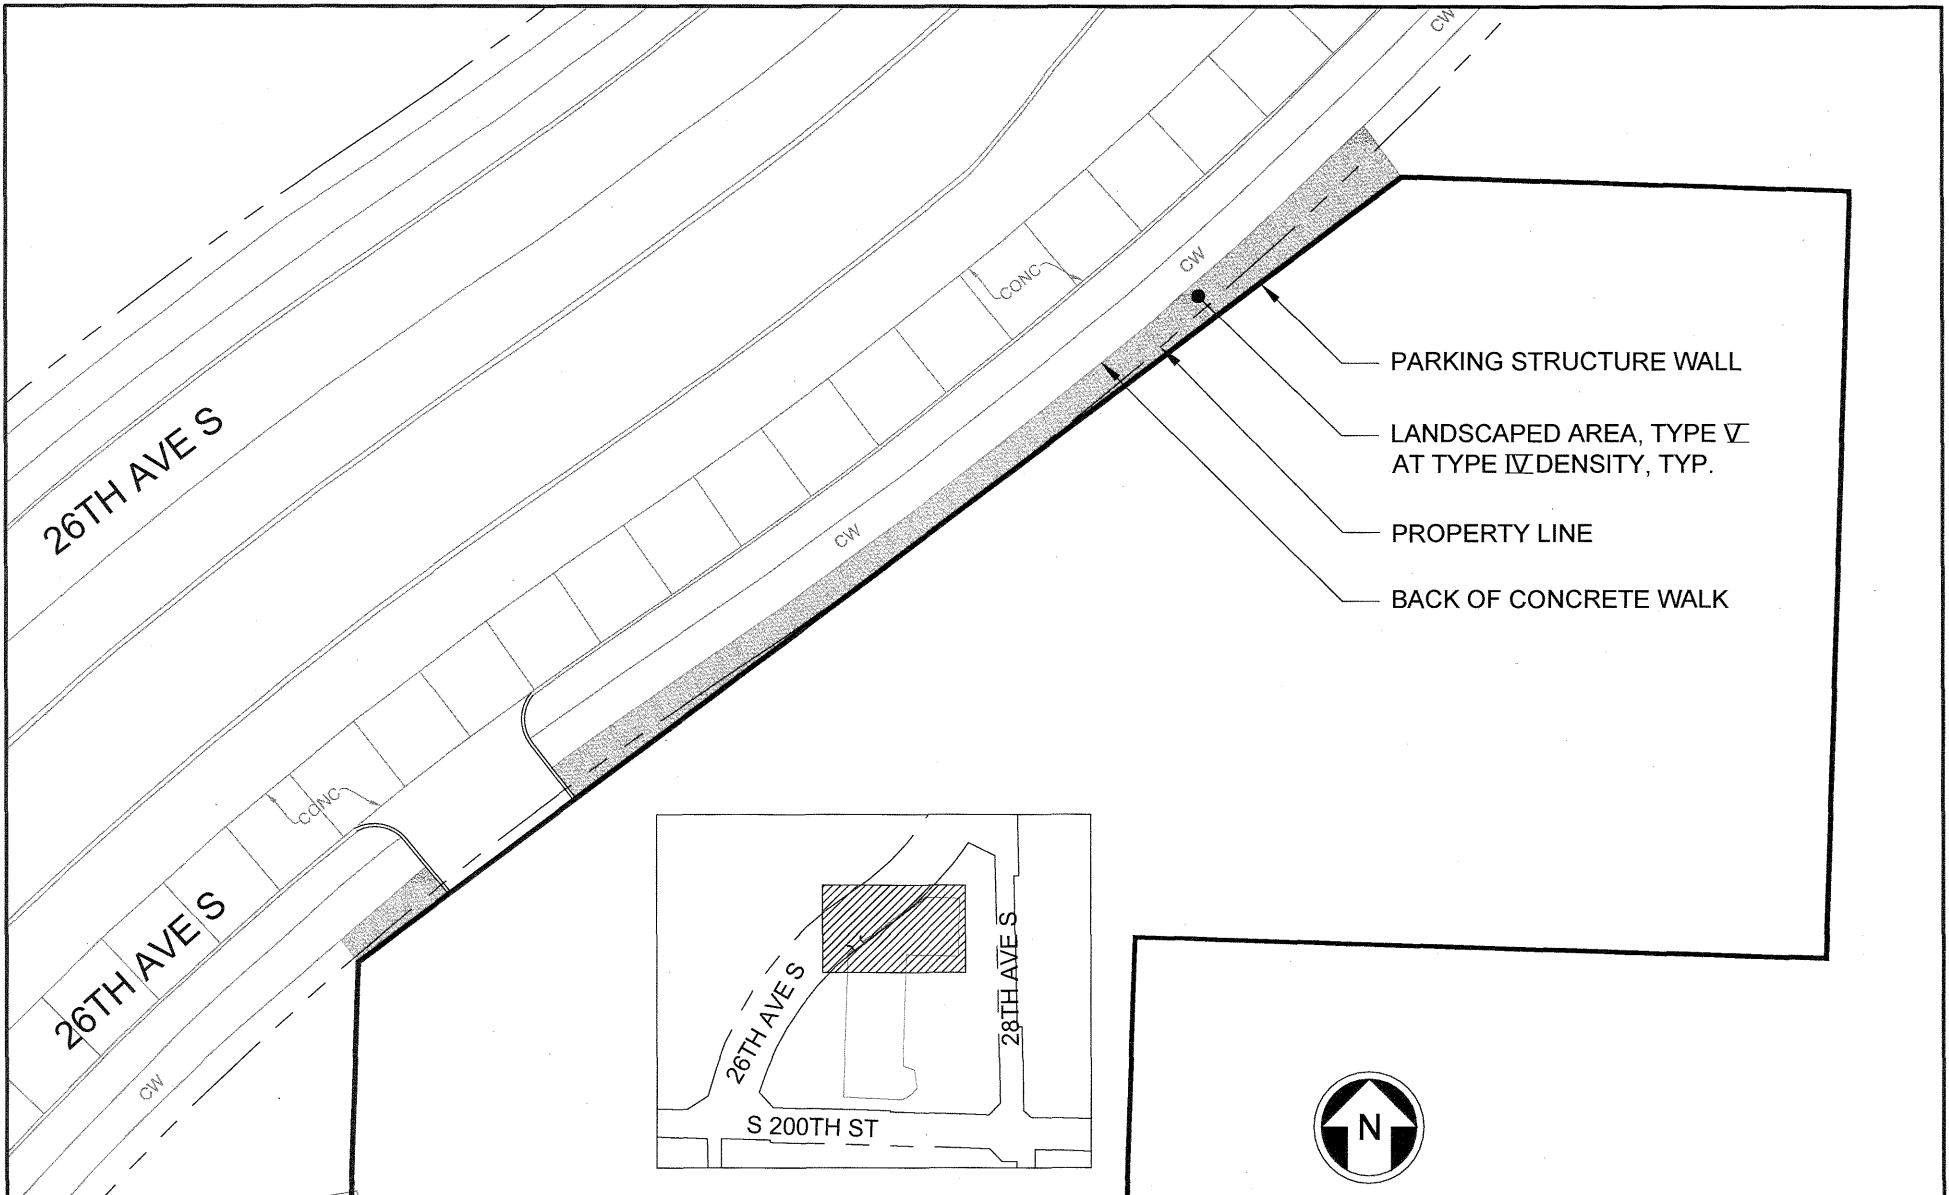 CW
CW
CONC
PARKING STRUCTURE WALL
LANDSCAPED AREA, TYPE V
AT TYPE IV DENSITY, TYP.
26TH AVE S
PROPERTY LINE
CW
BACK OF CONCRETE WALK
CONC
26TH AVE S
CW
26TH AVE S
28TH AVE S
S 200TH ST
N